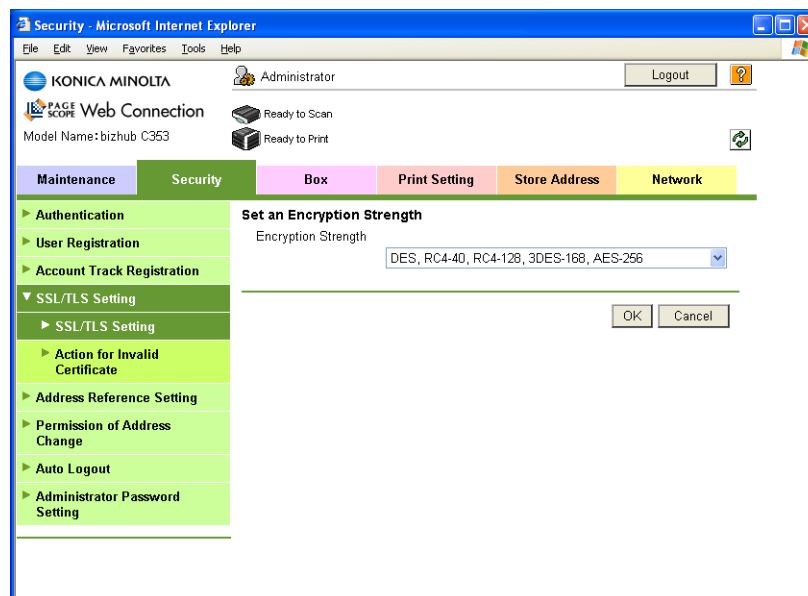 Security - Microsoft Internet Explorer
File Edit View Favorites Tools Help
KONICA MINOLTA
Administrator
Logout
?
PAGE SCOPE Web Connection
Ready to Scan
Model Name:bizhub C353
Ready to Print
Maintenance Security Box Print Setting Store Address Network
Authentication
User Registration
Account Track Registration
SSL/TLS Setting
SSL/TLS Setting
Action for Invalid
Certificate
Address Reference Setting
Permission of Address
Change
Auto Logout
Administrator Password
Setting
Set an Encryption Strength
Encryption Strength
DES, RC4-40, RC4-128, 3DES-168, AES-256
OK Cancel